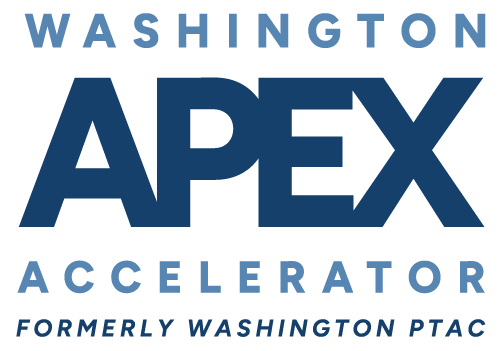 WASHINGTON
APEX
ACCELERATOR
FORMERLY WASHINGTON PTAC